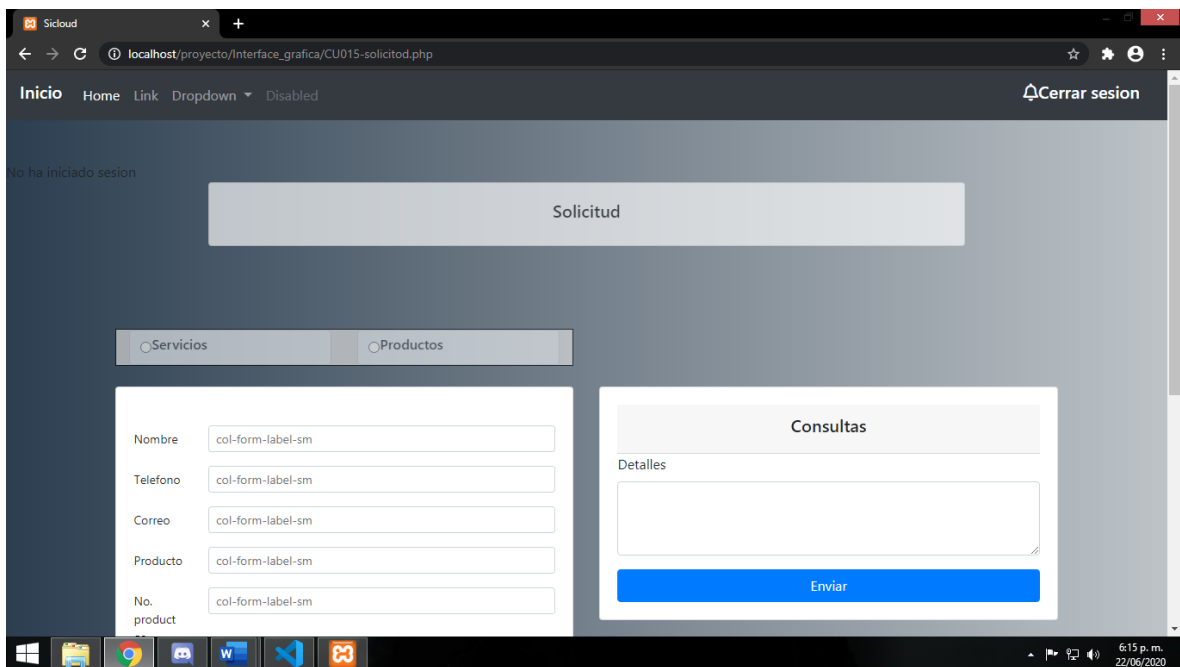 Sicloud
localhost/proyecto/Interface_grafica/CU015-solicitod.php
Inicio Home Link Dropdown Disabled Cerrar sesion
No ha iniciado sesion
Solicitud
Servicios Productos
Consultas
Nombre col-form-label-sm
Detalles
Telefono col-form-label-sm
Correo col-form-label-sm
Producto col-form-label-sm
Enviar
No. col-form-label-sm
product
6:15 p. m.
22/06/2020